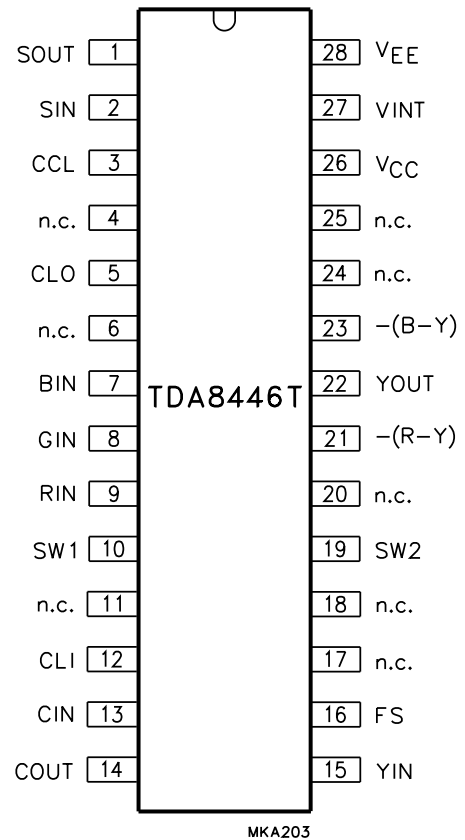 SOUT 1 28 VEE
SIN 2 27 VINT
CCL 3 26 VCC
n.c. 4 25 n.c.
CLO 5 24 n.c.
n.c. 6 23 −(B−Y)
BIN 7 22 YOUT
TDA8446T
GIN 8 21 −(R−Y)
RIN 9 20 n.c.
SW1 10 19 SW2
n.c. 11 18 n.c.
CLI 12 17 n.c.
CIN 13 16 FS
COUT 14 15 YIN
MKA203